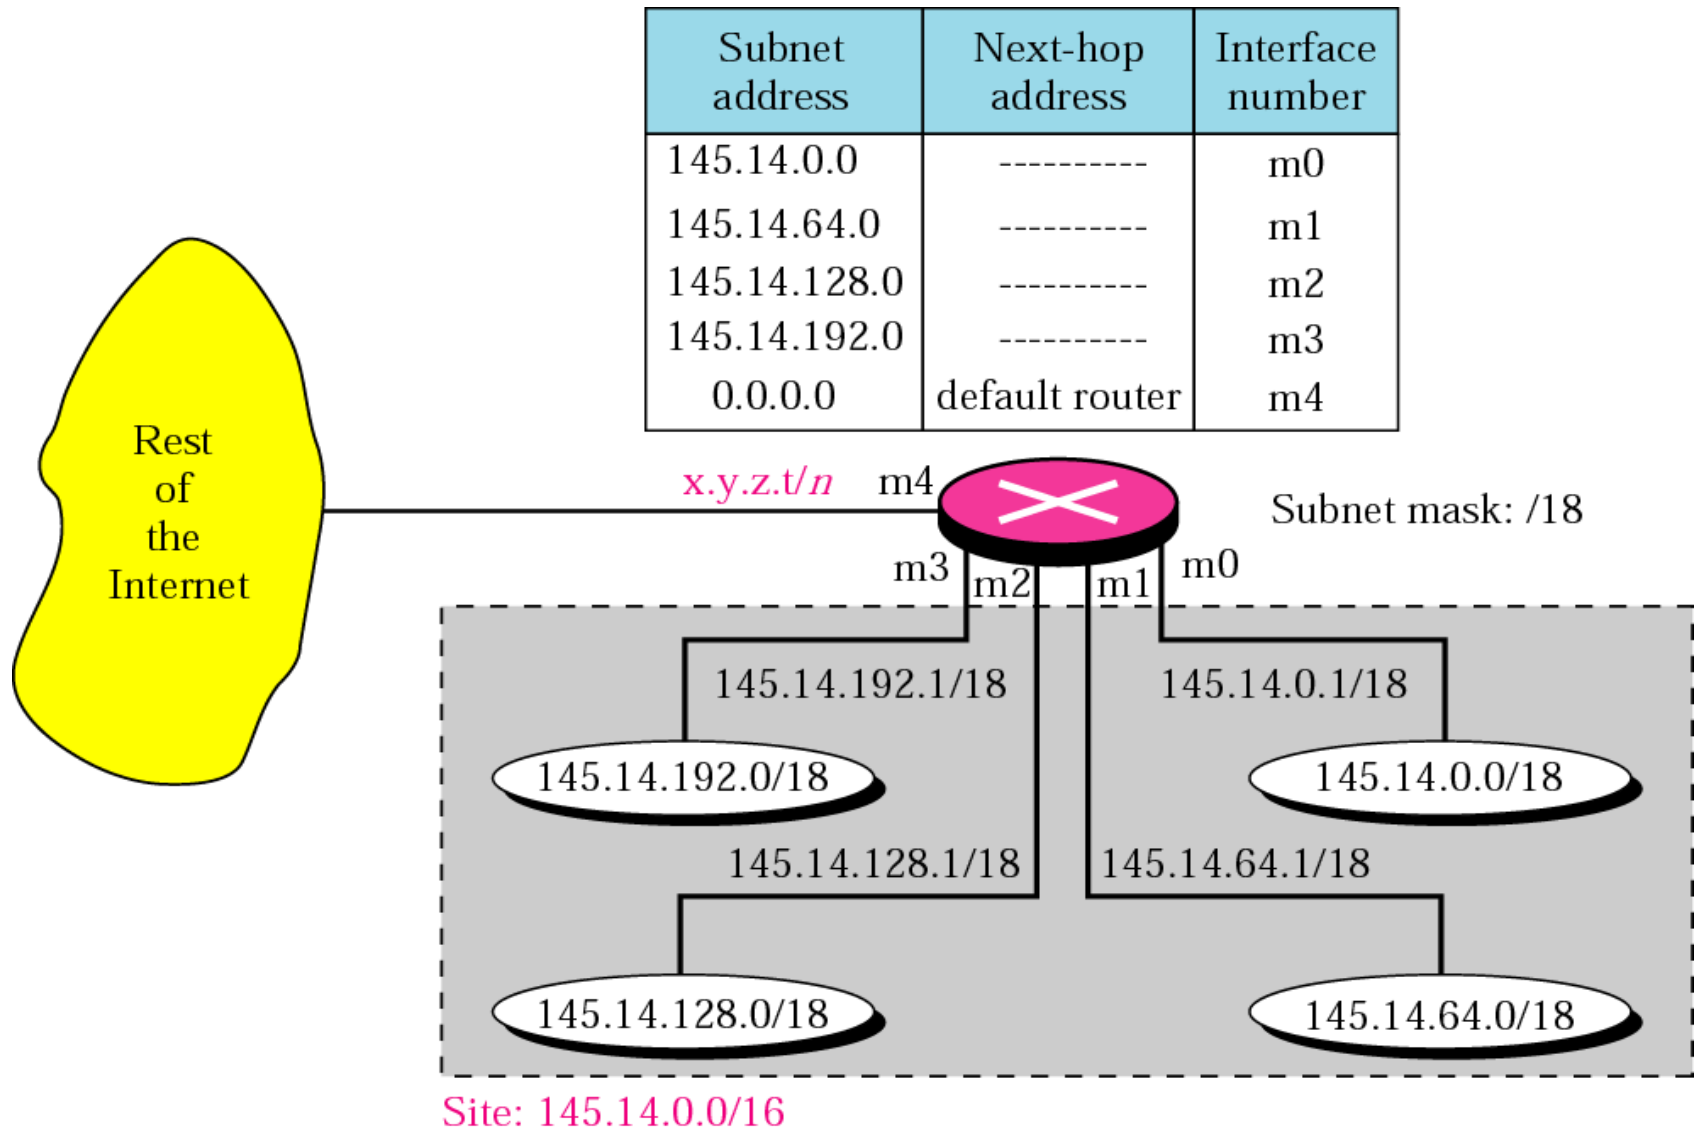 Subnet address
Next-hop address
Interface number
145.14.0.0 ---------- m0
145.14.64.0 ---------- m1
145.14.128.0 ---------- m2
145.14.192.0 ---------- m3
0.0.0.0 default router m4
Rest
of
the
Internet
x.y.z.t/n m4
Subnet mask: /18
m3 m2 m1 m0
145.14.192.1/18 145.14.0.1/18
145.14.192.0/18 145.14.0.0/18
145.14.128.1/18 145.14.64.1/18
145.14.128.0/18 145.14.64.0/18
Site: 145.14.0.0/16